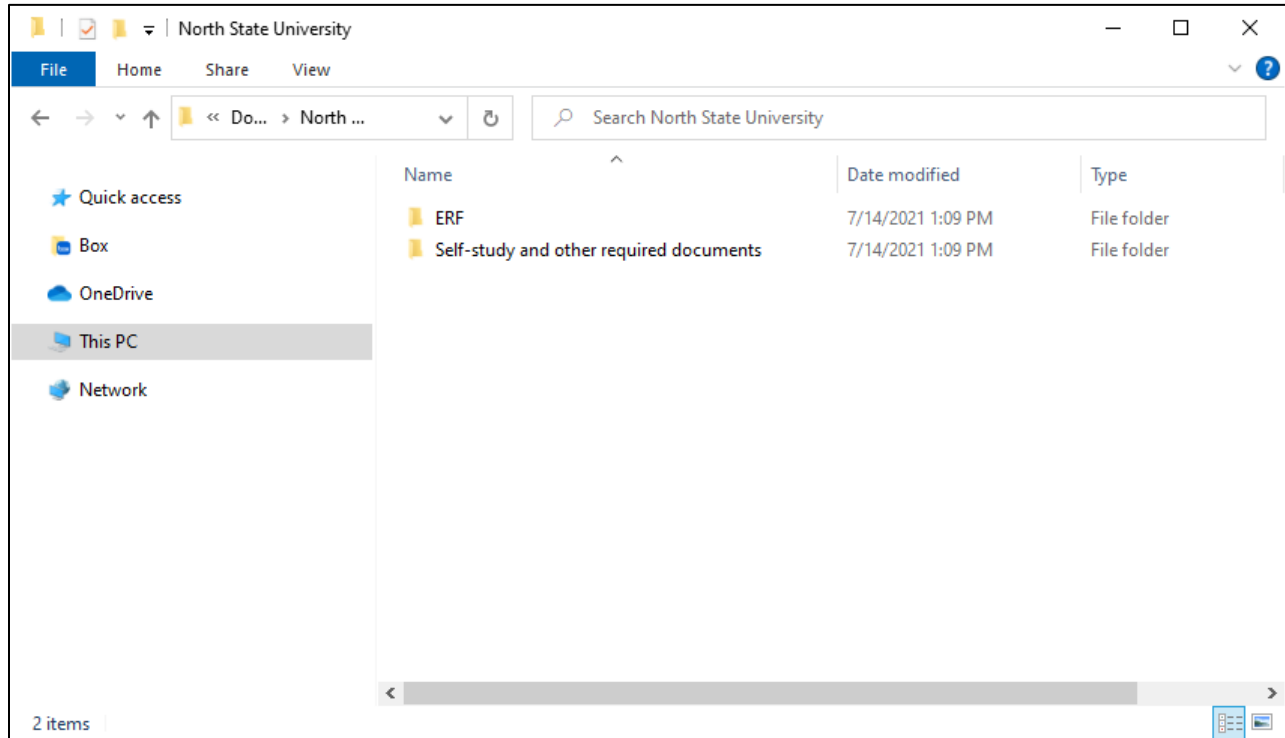 North State University
File Home Share View ?
« Do... > North ... Search North State University
Name Date modified Type
Quick access
ERF 7/14/2021 1:09 PM File folder
Box
Self-study and other required documents 7/14/2021 1:09 PM File folder
OneDrive
This PC
Network
2 items